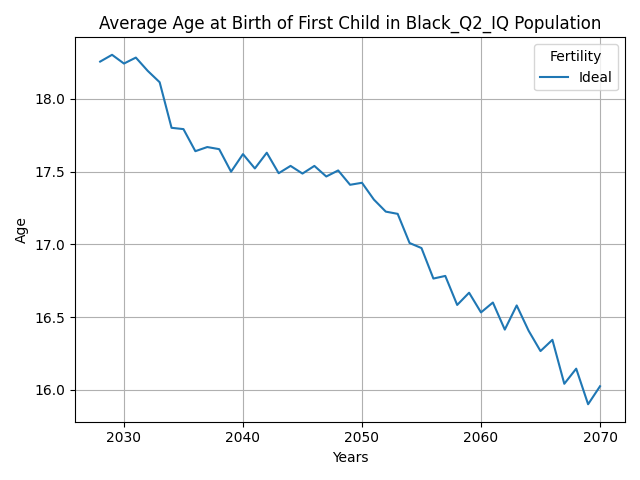 Average Age at Birth of First Child in Black_Q2_IQ Population
Fertility
Ideal
18.0
17.5
17.0
16.5
16.0
Age
2030 2040 2050 2060 2070
Years